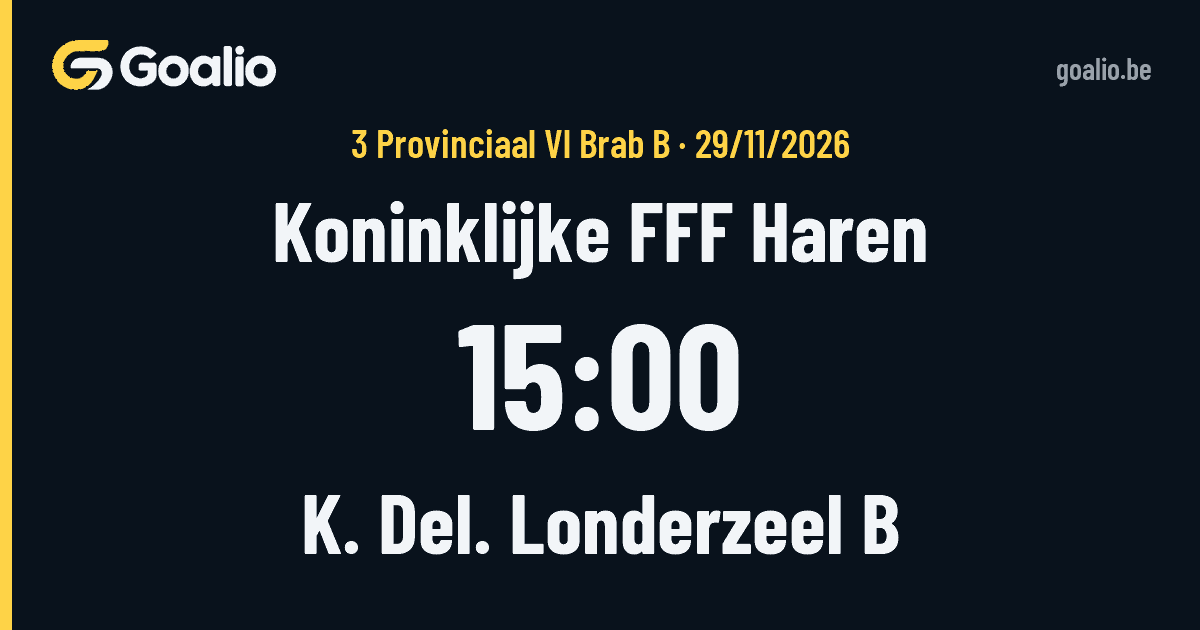 Goalio
goalio.be
3 Provinciaal Vl Brab B · 29/11/2026
Koninklijke FFF Haren
15:00
K. Del. Londerzeel B